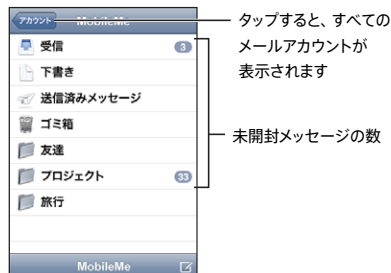 アカウント MobileMe
タップすると、すべての
メールアカウントが
表示されます
受信 3
下書き
送信済みメッセージ
ゴミ箱
友達
プロジェクト 33
旅行
未開封メッセージの数
MobileMe